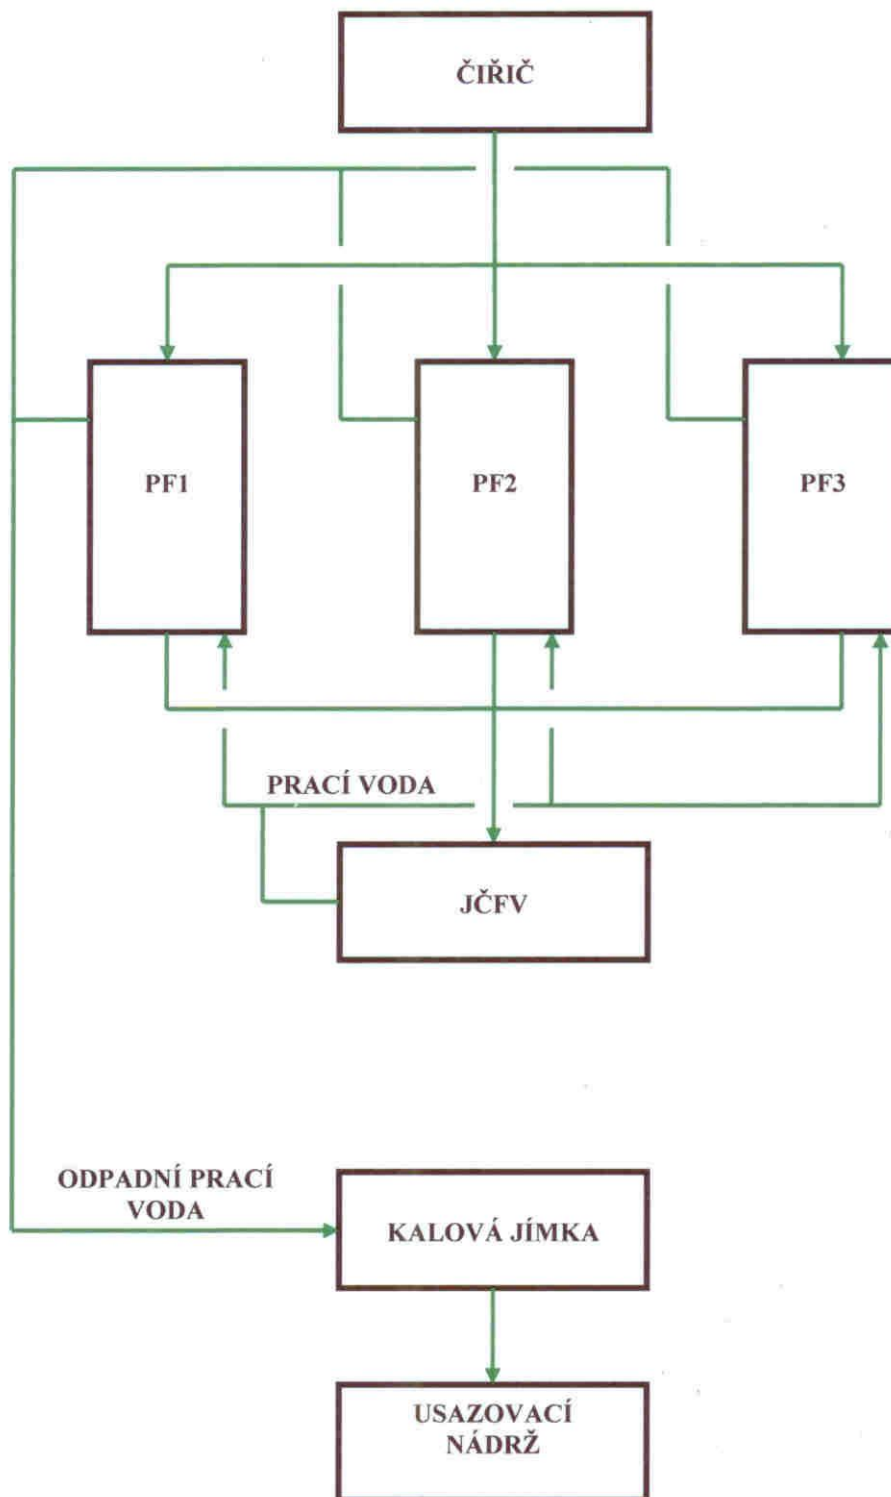 ČIŘIČ
PF1
PF2
PF3
PRACÍ VODA
JČFV
ODPADNÍ PRACÍ
VODA
KALOVÁ JÍMKA
USAZOVACÍ
NÁDRŽ